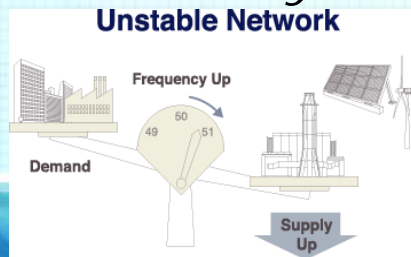 Unstable Network
Frequency Up
50
49
51
Demand
Supply
Up